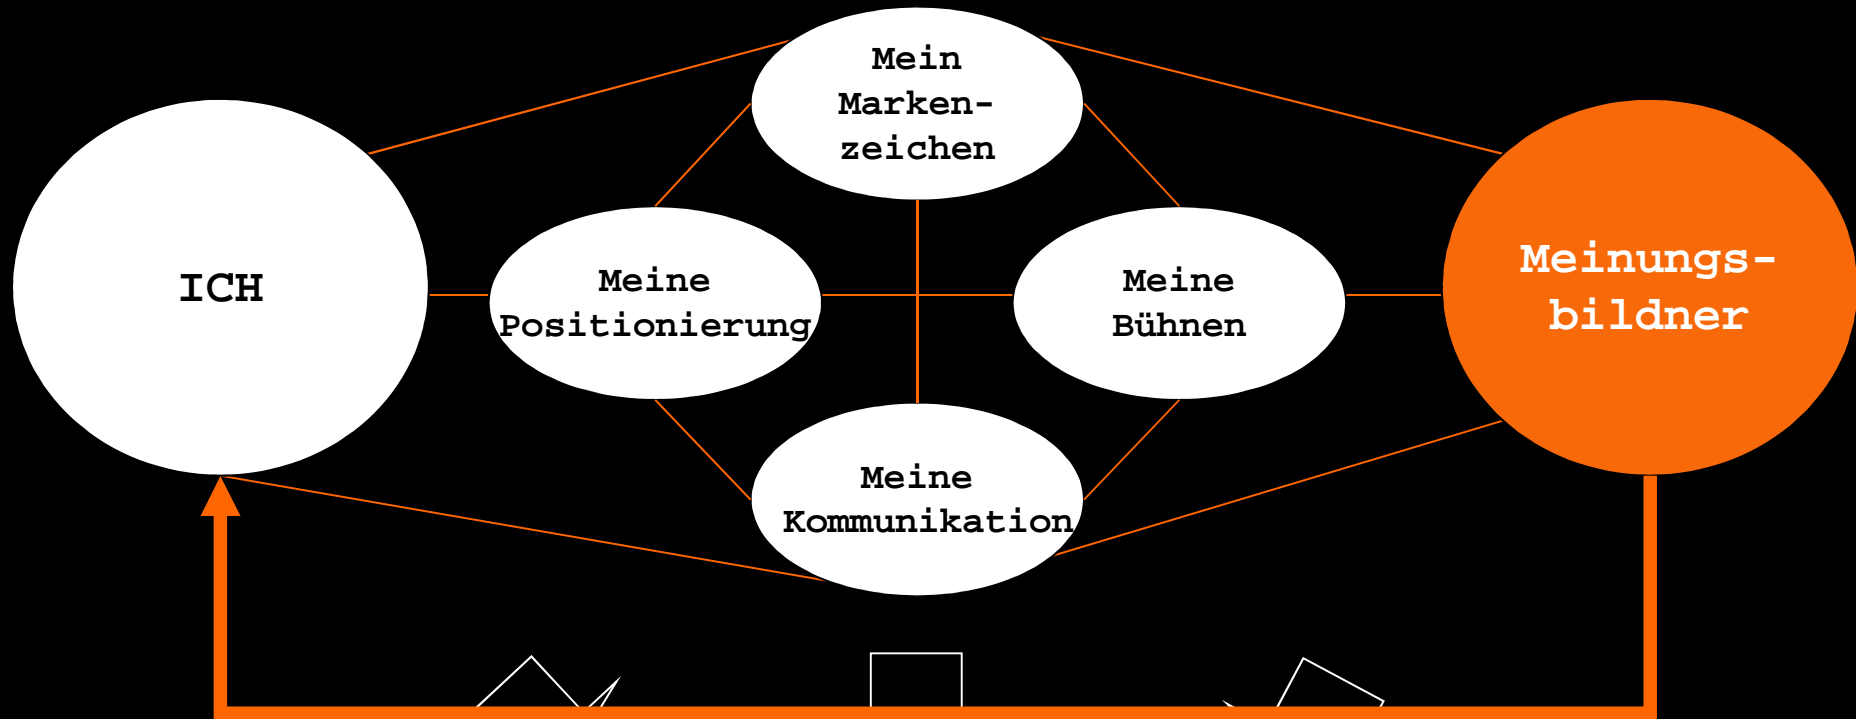 Mein
Marken-
zeichen
ICH
Meine
Positionierung
Meine
Bühnen
Meinungs-
bildner
Meine
Kommunikation